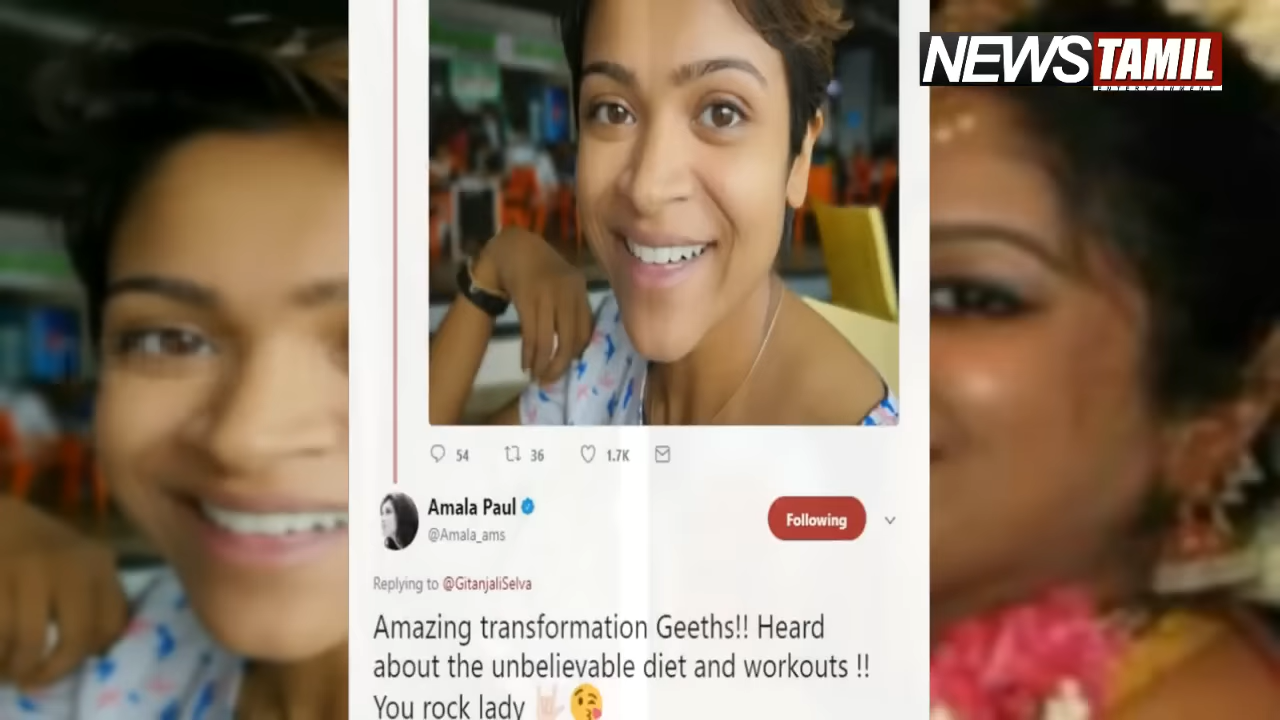 NEWS TAMIL
ENTERTAINMENT
54 36 1.7K
Amala Paul
Following
@Amala_ams
Replying to @GitanjaliSelva
Amazing transformation Geeths!! Heard
about the unbelievable diet and workouts !!
You rock lady 🤟😘